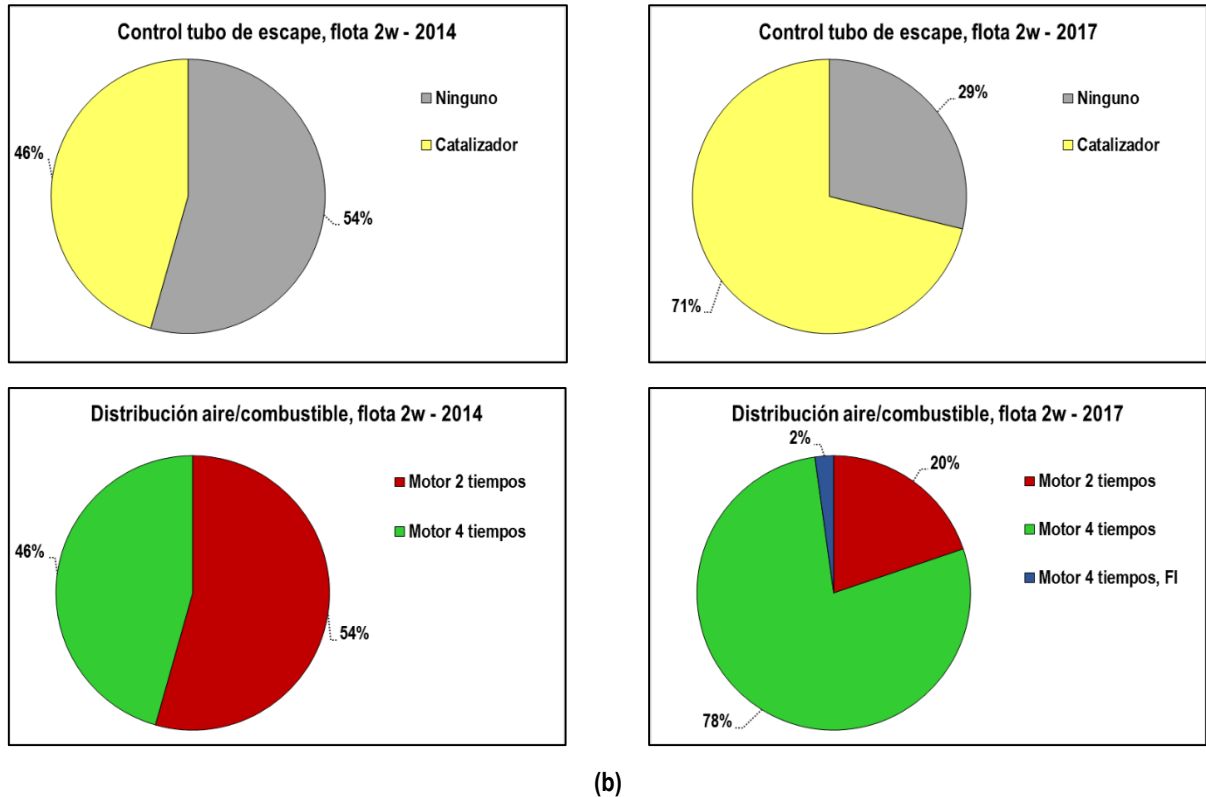 Control tubo de escape, flota 2w - 2014
Ninguno
Catalizador
46%
54%
Control tubo de escape, flota 2w - 2017
29%
Ninguno
Catalizador
71%
Distribución aire/combustible, flota 2w - 2014
Motor 2 tiempos
Motor 4 tiempos
46%
54%
Distribución aire/combustible, flota 2w - 2017
2%
20%
Motor 2 tiempos
Motor 4 tiempos
Motor 4 tiempos, FI
78%
(b)